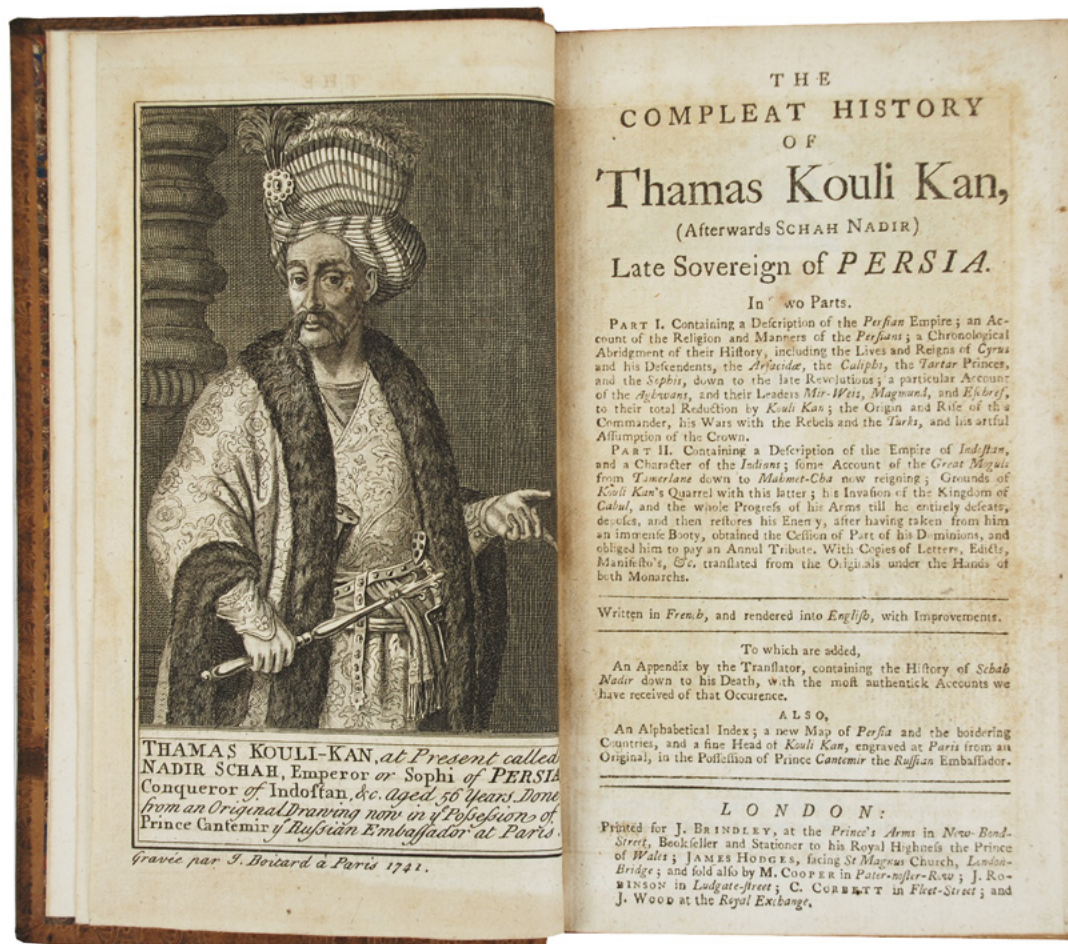 THAMAS KOULI-KAN, at Present called
NADIR SCHAH, Emperor or Sophi of PERSIA
Conqueror of Indoſtan, &c. aged 56 Years. Done
from an Original Drawing now in yͤ Poſseſsion of
Prince Cantemir yͤ Ruſsian Embaſsador at Paris.
Gravée par J. Boitard à Paris 1741.
THE
COMPLEAT HISTORY
OF
Thamas Kouli Kan,
(Afterwards SCHAH NADIR)
Late Sovereign of PERSIA.
In wo Parts.
PART I. Containing a Deſcription of the Perſian Empire; an Ac-
count of the Religion and Manners of the Perſians; a Chronological
Abridgment of their Hiſtory, including the Lives and Reigns of Cyrus
and his Deſcendents, the Arſacidæ, the Caliphs, the Tartar Princes,
and the Sophis, down to the late Revolutions; a particular Account
of the Aghwans, and their Leaders Mir-Weis, Magmund, and Eſchref,
to their total Reduction by Kouli Kan; the Origin and Riſe of this
Commander, his Wars with the Rebels and the Turks, and his artful
Aſſumption of the Crown.
PART II. Containing a Deſcription of the Empire of Indoſtan,
and a Character of the Indians; ſome Account of the Great Moguls
from Tamerlane down to Mahmet-Cha now reigning; Grounds of
Kouli Kan's Quarrel with this latter; his Invaſion of the Kingdom of
Cabul, and the whole Progreſs of his Arms till he entirely defeats,
depoſes, and then reſtores his Enemy, after having taken from him
an immenſe Booty, obtained the Ceſſion of Part of his Dominions, and
obliged him to pay an Annul Tribute. With Copies of Letters, Edicts,
Manifeſto's, &c. tranſlated from the Originals under the Hands of
both Monarchs.
Written in French, and rendered into Engliſh, with Improvements.
To which are added,
An Appendix by the Tranſlator, containing the Hiſtory of Schah
Nadir down to his Death, with the moſt authentick Accounts we
have received of that Occurence.
ALSO,
An Alphabetical Index; a new Map of Perſia and the bordering
Countries, and a fine Head of Kouli Kan, engraved at Paris from an
Original, in the Poſſeſſion of Prince Cantemir the Ruſſian Embaſſador.
LONDON:
Printed for J. BRINDLEY, at the Prince's Arms in New-Bond-
Street, Bookſeller and Stationer to his Royal Highneſs the Prince
of Wales; JAMES HODGES, facing St Magnus Church, London-
Bridge; and ſold alſo by M. COOPER in Pater-noſter-Row; J. RO-
BINSON in Ludgate-ſtreet; C. CORBETT in Fleet-Street; and
J. WOOD at the Royal Exchange.